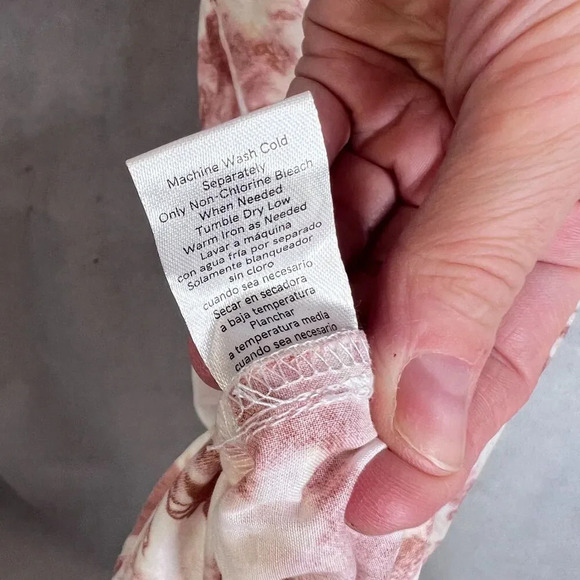 Machine Wash Cold
Separately
Only Non-Chlorine Bleach
When Needed
Tumble Dry Low
Warm Iron as Needed
Lavar a máquina
con agua fría por separado
Solamente blanqueador
sin cloro
cuando sea necesario
Secar en secadora
a baja temperatura
Planchar
a temperatura media
cuando sea necesario